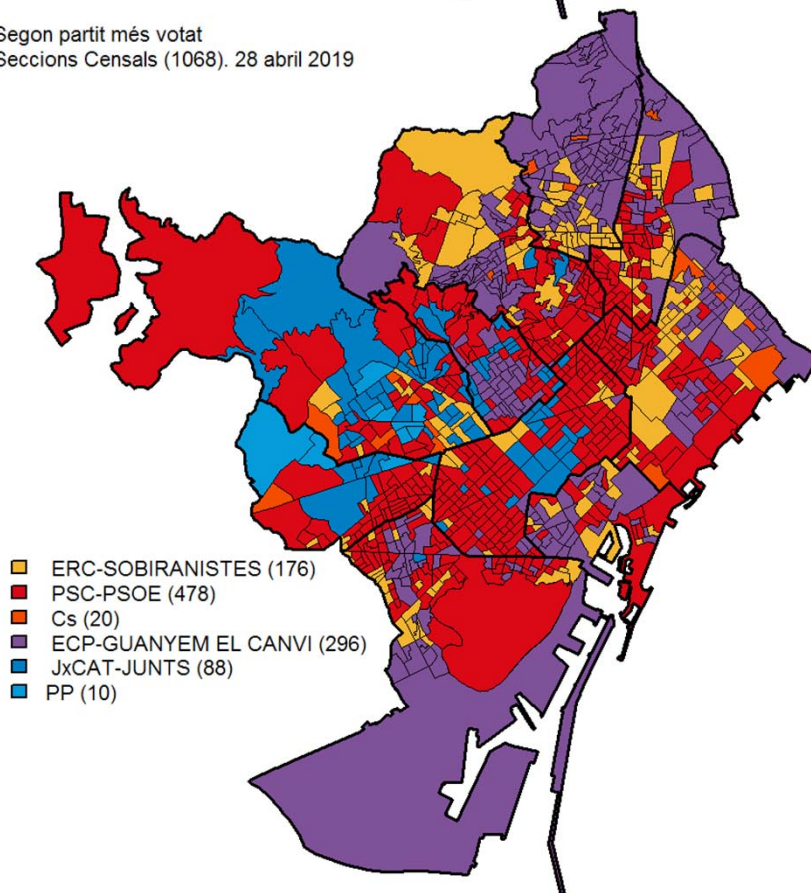 Segon partit més votat
Seccions Censals (1068). 28 abril 2019
ERC-SOBIRANISTES (176)
PSC-PSOE (478)
Cs (20)
ECP-GUANYEM EL CANVI (296)
JxCAT-JUNTS (88)
PP (10)